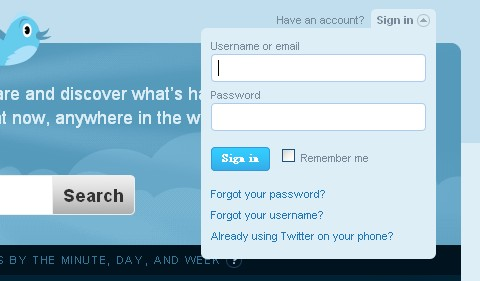 Have an account? Sign in
Username or email
Password
Sign in
Remember me
Forgot your password?
Forgot your username?
Already using Twitter on your phone?
are and discover what's ha
t now, anywhere in the w
Search
S BY THE MINUTE, DAY, AND WEEK ?